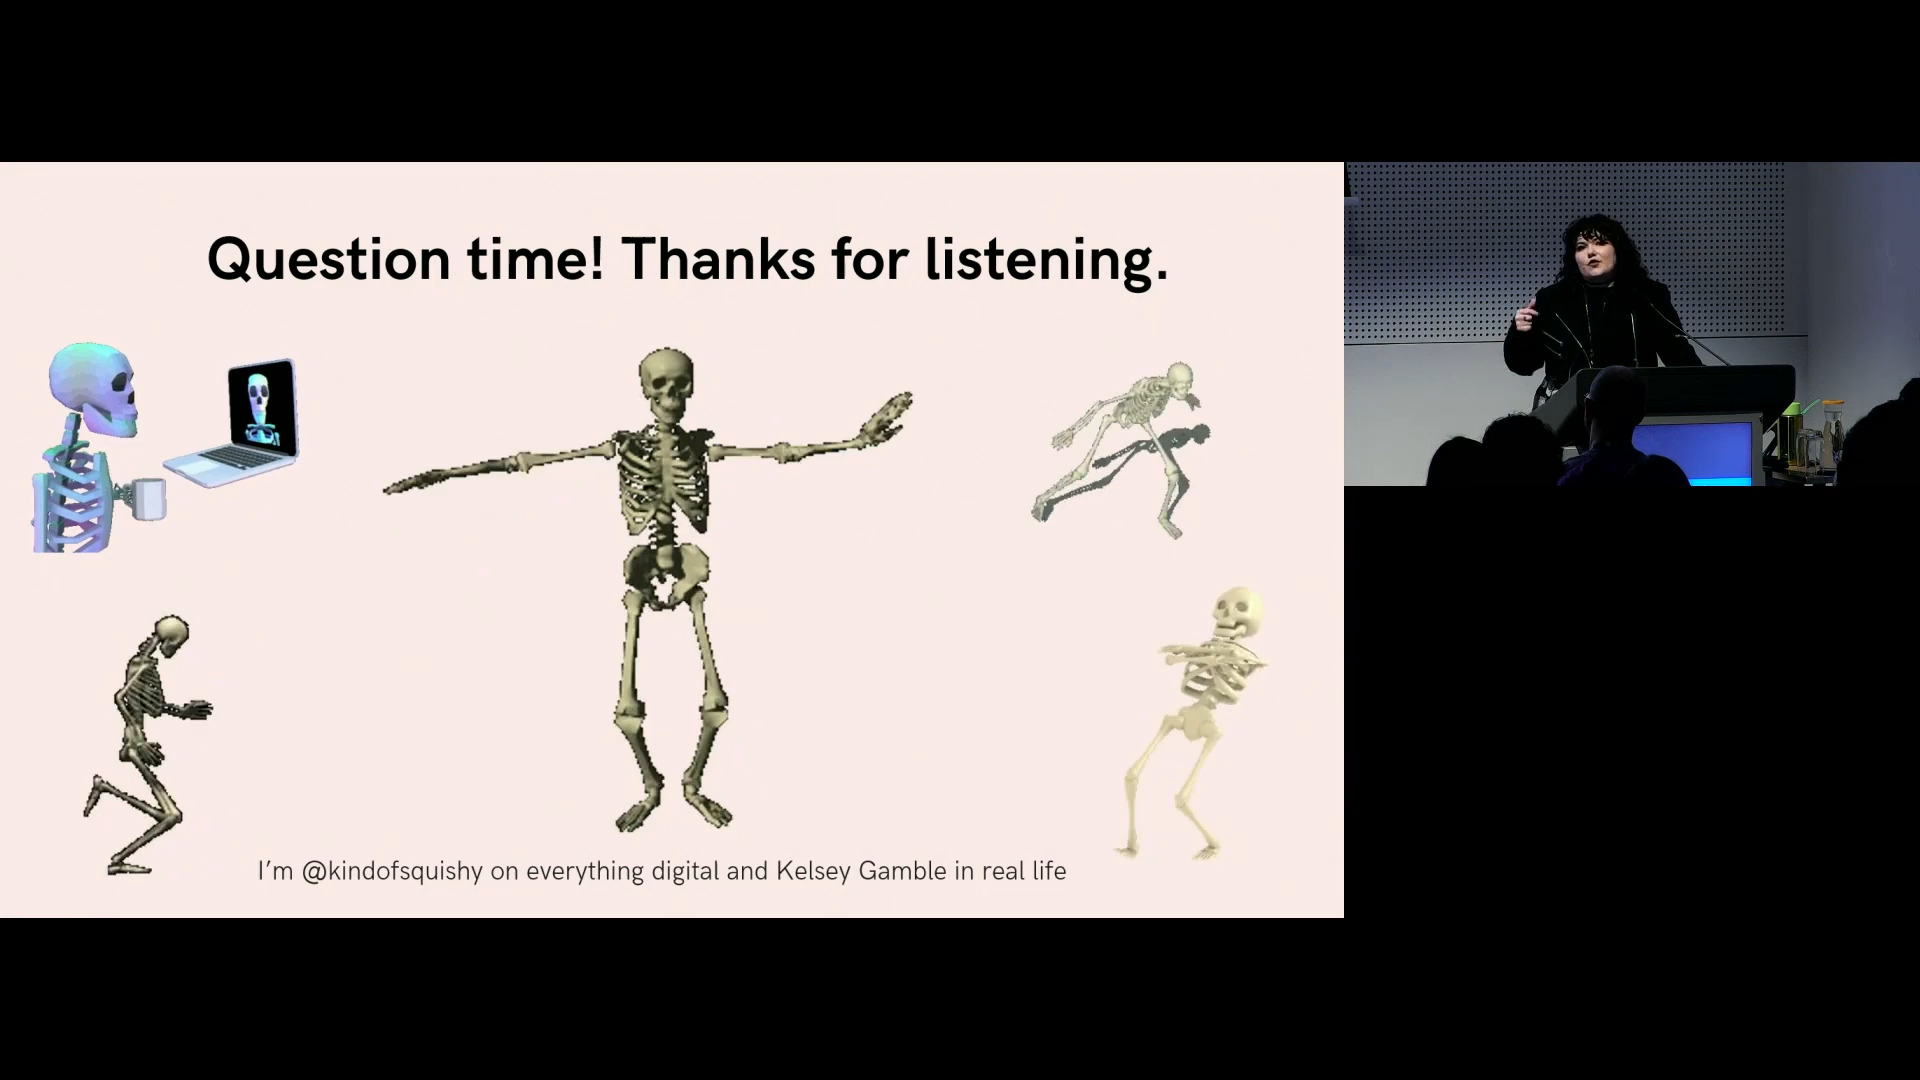 Question time! Thanks for listening.
I’m @kindofsquishy on everything digital and Kelsey Gamble in real life